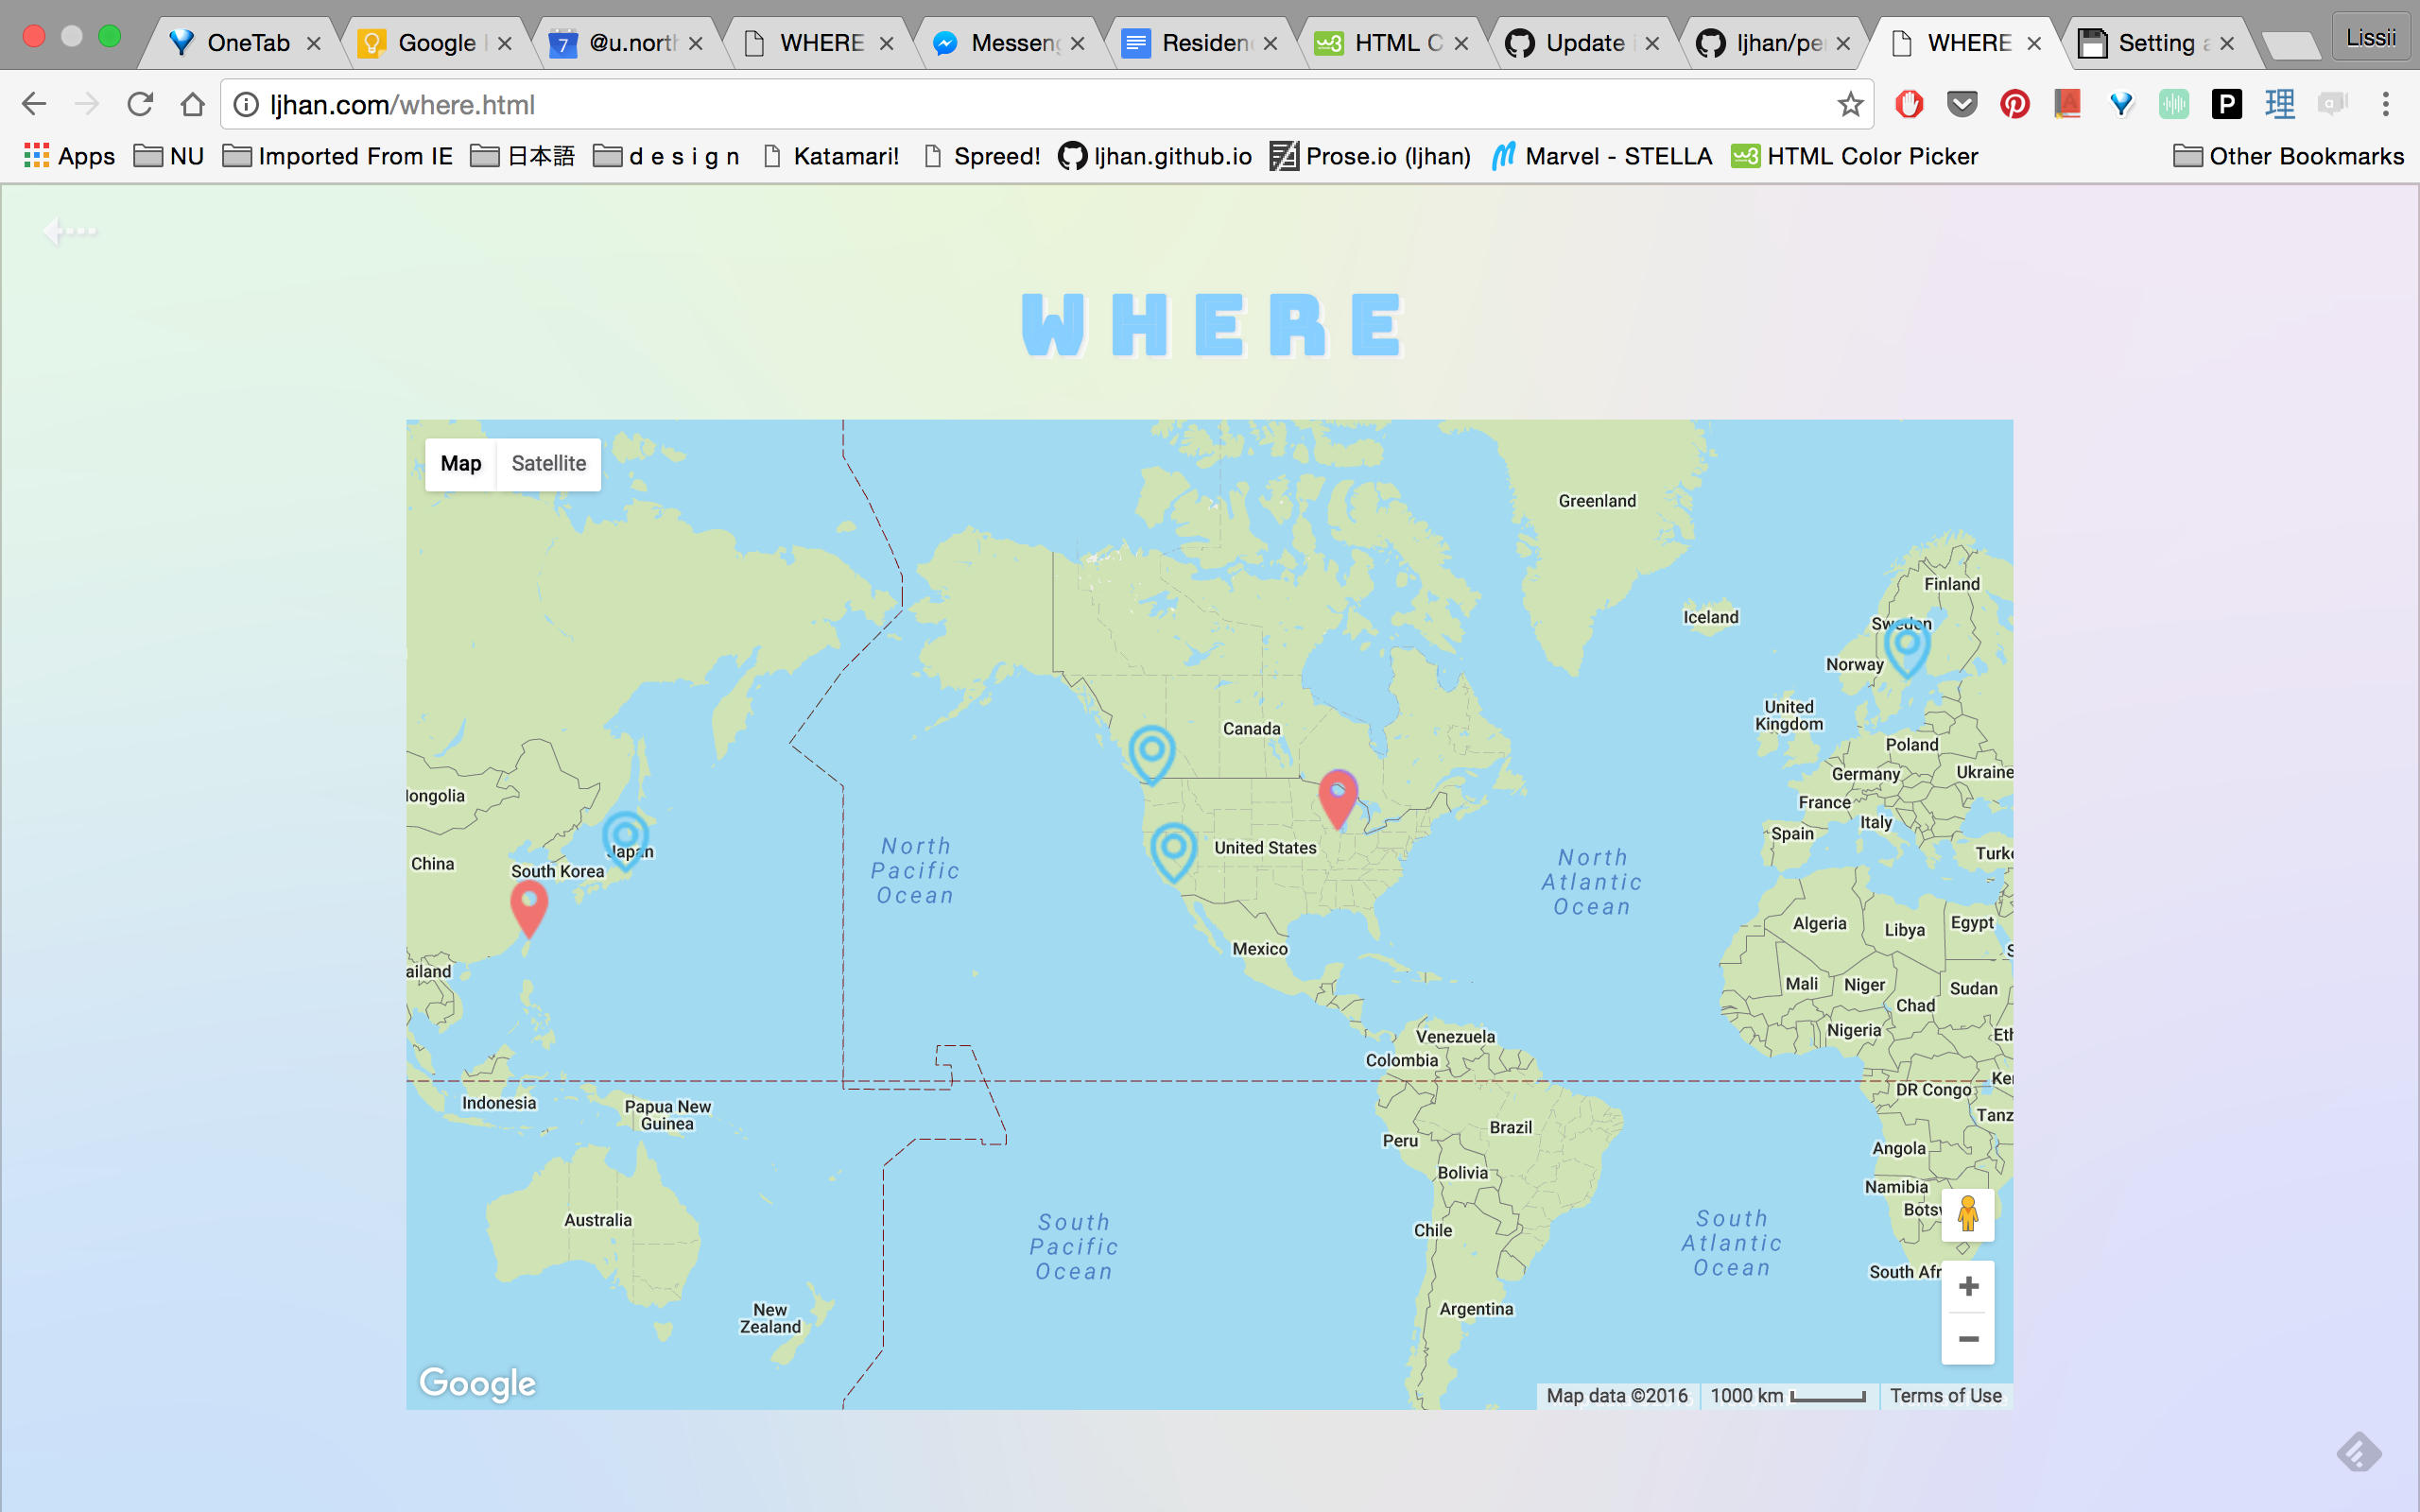 OneTab
Google
@u.nort
WHERE
Messen
Residen
HTML C
Update
ljhan/pe
WHERE
Setting a
Lissii
ljhan.com/where.html
Apps
NU
Imported From IE
日本語
d e s i g n
Katamari!
Spreed!
ljhan.github.io
Prose.io (ljhan)
Marvel - STELLA
HTML Color Picker
Other Bookmarks
WHERE
Map
Satellite
Greenland
Finland
Iceland
Sweden
Norway
United
Kingdom
Canada
Poland
Germany
Ukraine
France
Italy
Spain
Turke
ongolia
China
Japan
South Korea
United States
North
Pacific
Ocean
North
Atlantic
Ocean
Mexico
Algeria
Libya
Egypt
ailand
Mali
Niger
Sudan
Chad
Nigeria
Eth
Venezuela
Colombia
Indonesia
Papua New
Guinea
DR Congo
Ken
Tanz
Brazil
Peru
Angola
Bolivia
Namibia
Bots
Australia
South
Pacific
Ocean
Chile
South
Atlantic
Ocean
South Afr
New
Zealand
Argentina
Google
Map data ©2016
1000 km
Terms of Use